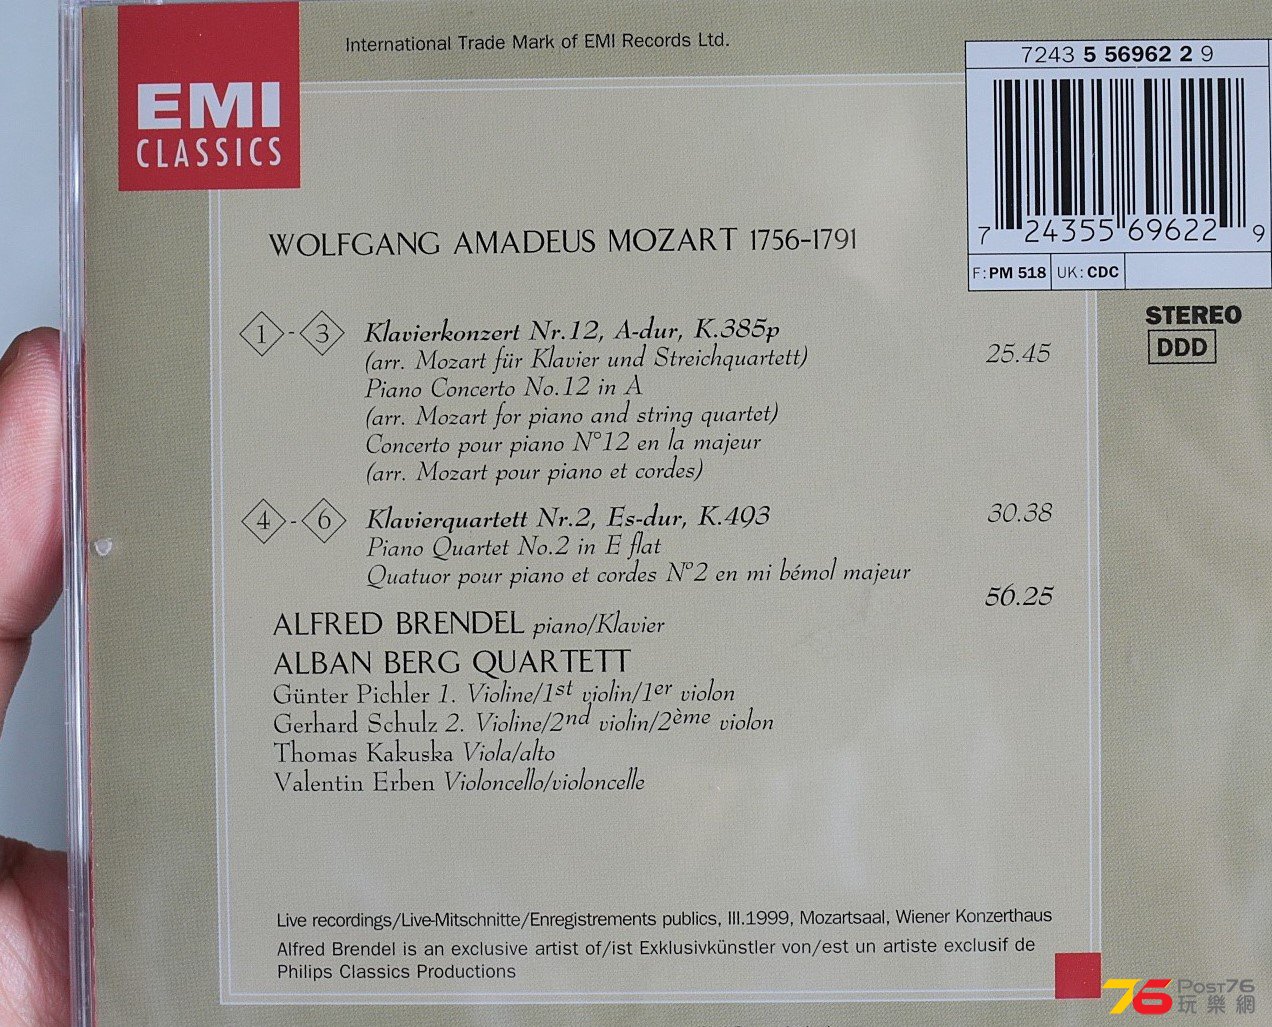 International Trade Mark of EMI Records Ltd.
EMI
CLASSICS
7243 5 56962 2 9
7 24355 69622 9
F: PM 518 UK: CDC
STEREO
DDD
WOLFGANG AMADEUS MOZART 1756-1791
1 - 3 Klavierkonzert Nr.12, A-dur, K.385p
(arr. Mozart für Klavier und Streichquartett) 25.45
Piano Concerto No.12 in A
(arr. Mozart for piano and string quartet)
Concerto pour piano N°12 en la majeur
(arr. Mozart pour piano et cordes)
4 - 6 Klavierquartett Nr.2, Es-dur, K.493 30.38
Piano Quartet No.2 in E flat
Quatuor pour piano et cordes N°2 en mi bémol majeur
56.25
ALFRED BRENDEL piano/Klavier
ALBAN BERG QUARTETT
Günter Pichler 1. Violine/1st violin/1er violon
Gerhard Schulz 2. Violine/2nd violin/2ème violon
Thomas Kakuska Viola/alto
Valentin Erben Violoncello/violoncelle
Live recordings/Live-Mitschnitte/Enregistrements publics, III.1999, Mozartsaal, Wiener Konzerthaus
Alfred Brendel is an exclusive artist of/ist Exklusivkünstler von/est un artiste exclusif de
Philips Classics Productions
76 Post76
玩樂網